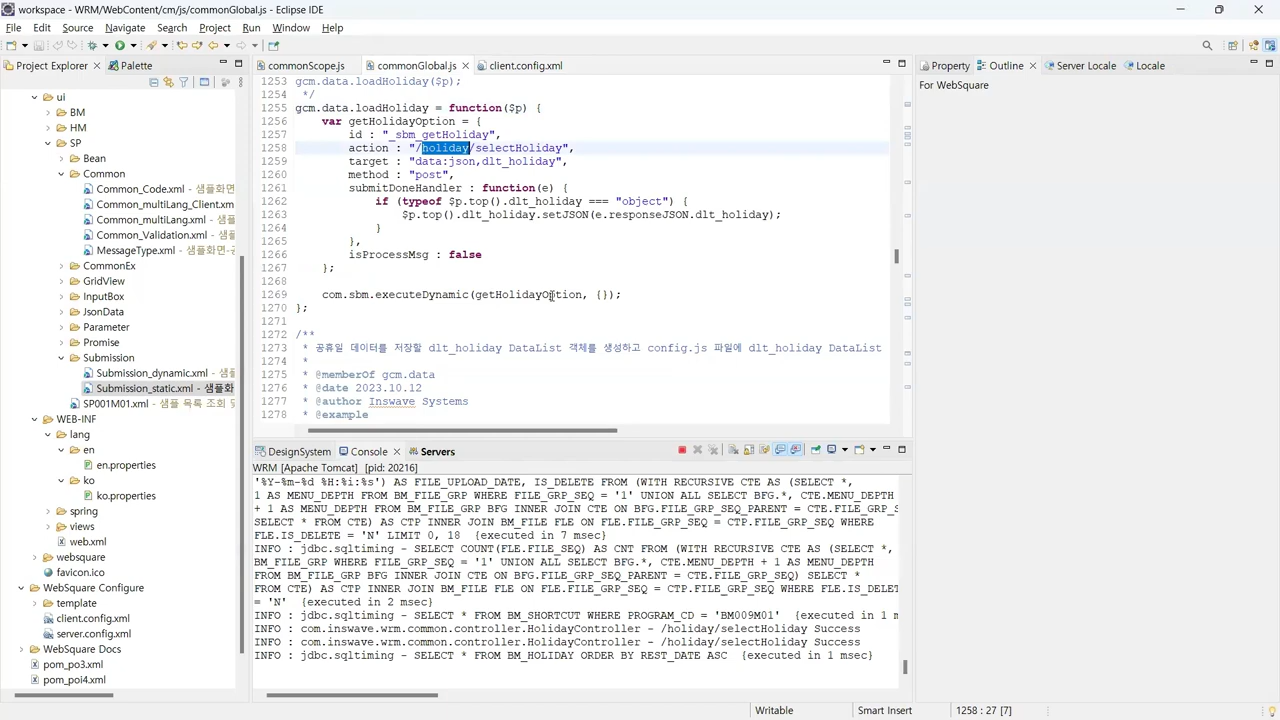 workspace - WRM/WebContent/cm/js/commonGlobal.js - Eclipse IDE
File Edit Source Navigate Search Project Run Window Help
Project Explorer
Palette
ui
BM
HM
SP
Bean
Common
Common_Code.xml - 샘플화면
Common_multiLang_Client.xm
Common_multiLang.xml - 샘플
Common_Validation.xml - 샘플
MessageType.xml - 샘플화면-공
CommonEx
GridView
InputBox
JsonData
Parameter
Promise
Submission
Submission_dynamic.xml - 샘플
Submission_static.xml - 샘플화
SP001M01.xml - 샘플 목록 조회 및
WEB-INF
lang
en
en.properties
ko
ko.properties
spring
views
web.xml
websquare
favicon.ico
WebSquare Configure
template
client.config.xml
server.config.xml
WebSquare Docs
pom_po3.xml
pom_poi4.xml
commonScope.js
commonGlobal.js
client.config.xml
1253 gcm.data.loadHoliday($p);
1254 */
1255 gcm.data.loadHoliday = function($p) {
1256 var getHolidayOption = {
1257 id : "_sbm_getHoliday",
1258 action : "/holiday/selectHoliday",
1259 target : "data:json,dlt_holiday",
1260 method : "post",
1261 submitDoneHandler : function(e) {
1262 if (typeof $p.top().dlt_holiday === "object") {
1263 $p.top().dlt_holiday.setJSON(e.responseJSON.dlt_holiday);
1264 }
1265 },
1266 isProcessMsg : false
1267 };
1268
1269 com.sbm.executeDynamic(getHolidayOption, {});
1270 };
1271
1272 /**
1273 * 공휴일 데이터를 저장할 dlt_holiday DataList 객체를 생성하고 config.js 파일에 dlt_holiday DataList
1274 *
1275 * @memberOf gcm.data
1276 * @date 2023.10.12
1277 * @author Inswave Systems
1278 * @example
DesignSystem
Console
Servers
WRM [Apache Tomcat] [pid: 20216]
'%Y-%m-%d %H:%i:%s') AS FILE_UPLOAD_DATE, IS_DELETE FROM (WITH RECURSIVE CTE AS (SELECT *,
1 AS MENU_DEPTH FROM BM_FILE_GRP WHERE FILE_GRP_SEQ = '1' UNION ALL SELECT BFG.*, CTE.MENU_DEPTH
+ 1 AS MENU_DEPTH FROM BM_FILE_GRP BFG INNER JOIN CTE ON BFG.FILE_GRP_SEQ_PARENT = CTE.FILE_GRP_S
SELECT * FROM CTE) AS CTP INNER JOIN BM_FILE FLE ON FLE.FILE_GRP_SEQ = CTP.FILE_GRP_SEQ WHERE
FLE.IS_DELETE = 'N' LIMIT 0, 18 {executed in 7 msec}
INFO : jdbc.sqltiming - SELECT COUNT(FLE.FILE_SEQ) AS CNT FROM (WITH RECURSIVE CTE AS (SELECT *,
BM_FILE_GRP WHERE FILE_GRP_SEQ = '1' UNION ALL SELECT BFG.*, CTE.MENU_DEPTH + 1 AS MENU_DEPTH
FROM BM_FILE_GRP BFG INNER JOIN CTE ON BFG.FILE_GRP_SEQ_PARENT = CTE.FILE_GRP_SEQ) SELECT *
FROM CTE) AS CTP INNER JOIN BM_FILE FLE ON FLE.FILE_GRP_SEQ = CTP.FILE_GRP_SEQ WHERE FLE.IS_DELET
= 'N' {executed in 2 msec}
INFO : jdbc.sqltiming - SELECT * FROM BM_SHORTCUT WHERE PROGRAM_CD = 'BM009M01' {executed in 1 m
INFO : com.inswave.wrm.common.controller.HolidayController - /holiday/selectHoliday Success
INFO : com.inswave.wrm.common.controller.HolidayController - /holiday/selectHoliday Success
INFO : jdbc.sqltiming - SELECT * FROM BM_HOLIDAY ORDER BY REST_DATE ASC {executed in 1 msec}
Property
Outline
Server Locale
Locale
For WebSquare
Writable
Smart Insert
1258 : 27 [7]